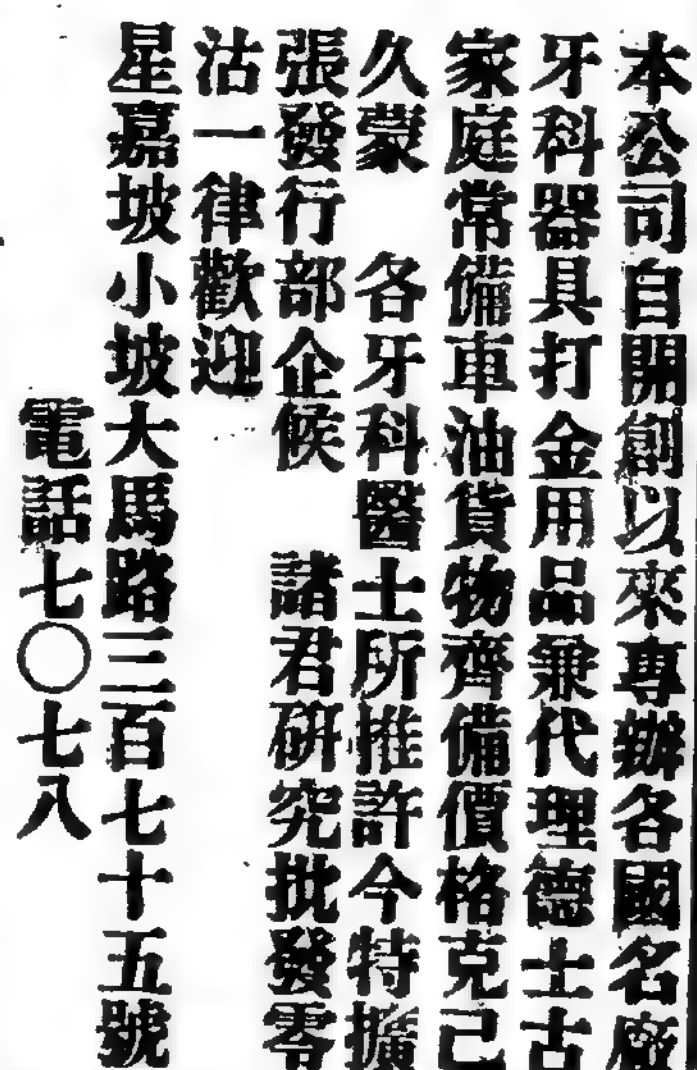 本公司自開創以來專辦各國名廠
牙科器具打金用品兼代理德士古
家庭常備車油貨物齊備價格克己
久蒙　各牙科醫士所推許今特擴
張發行部企候　諸君研究批發零
沽一律歡迎
星嘉坡小坡大馬路三百七十五號
電話七〇七八